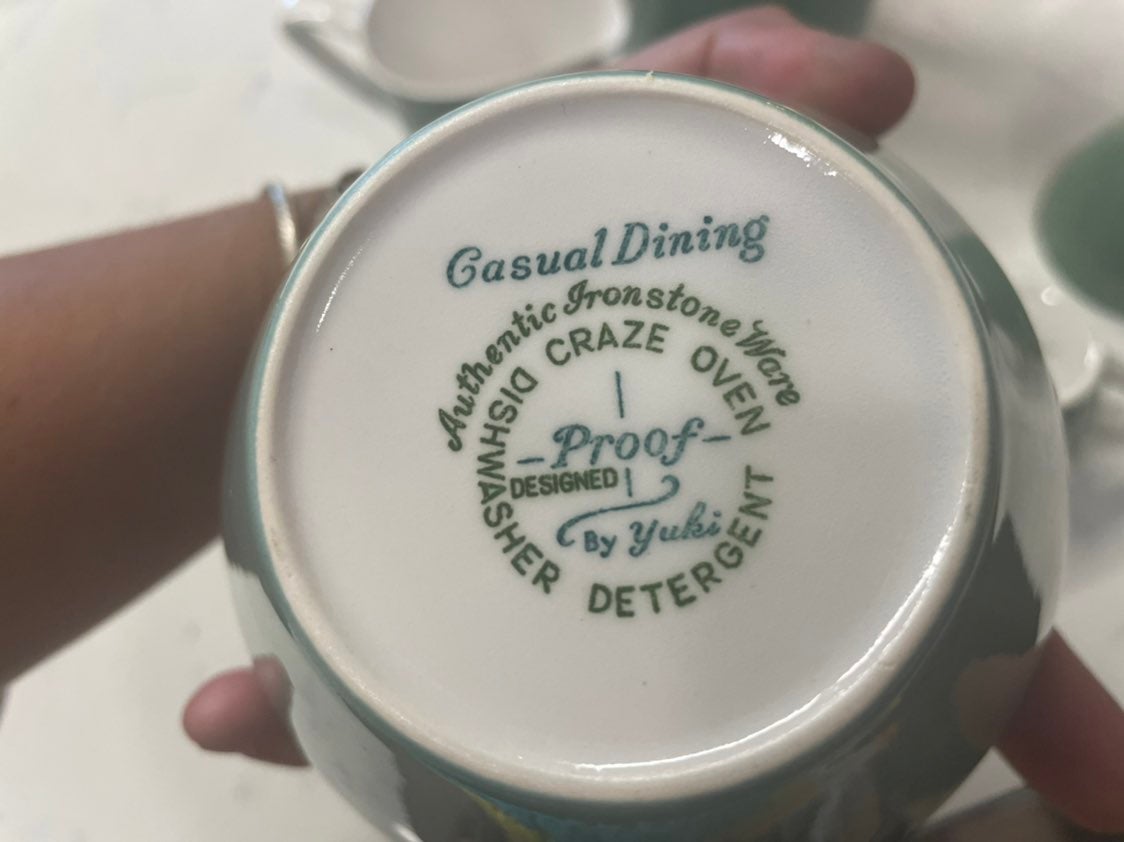 Casual Dining
Authentic Ironstone Ware
DISHWASHER CRAZE OVEN DETERGENT
Proof
DESIGNED
By Yuki